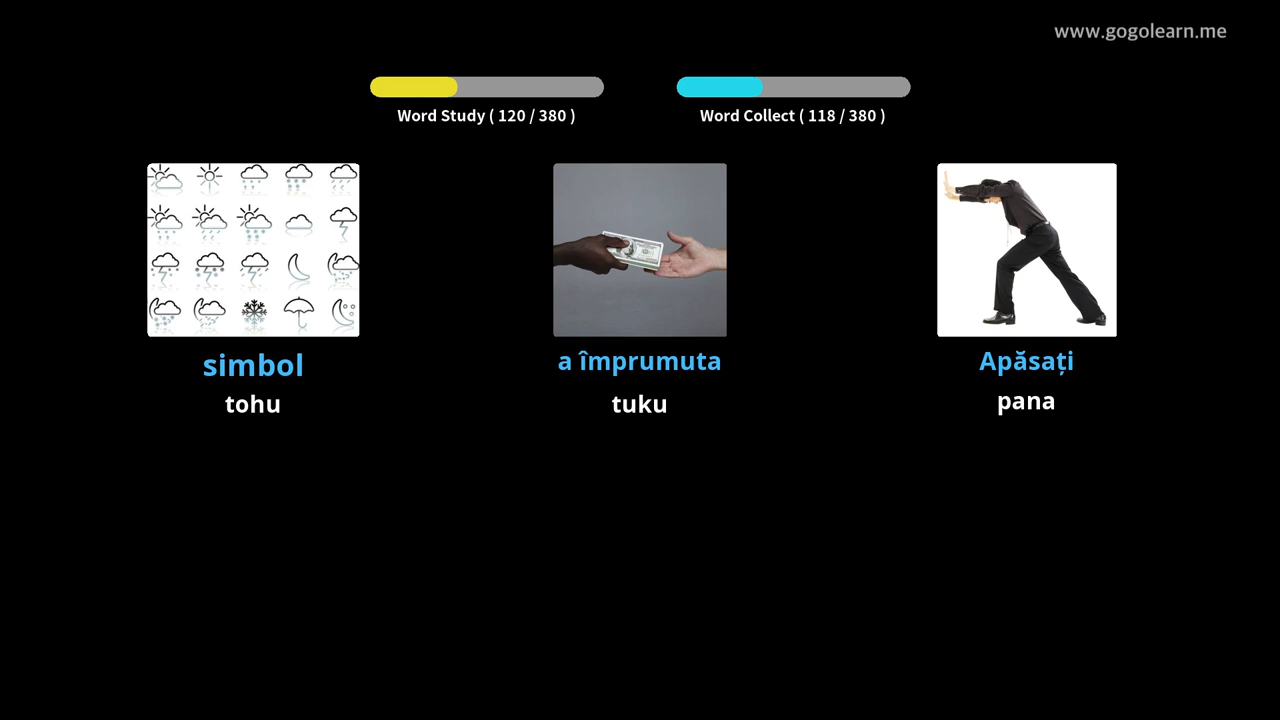 www.gogolearn.me
Word Study ( 120 / 380 )
Word Collect ( 118 / 380 )
simbol
a împrumuta
Apăsați
tohu
tuku
pana